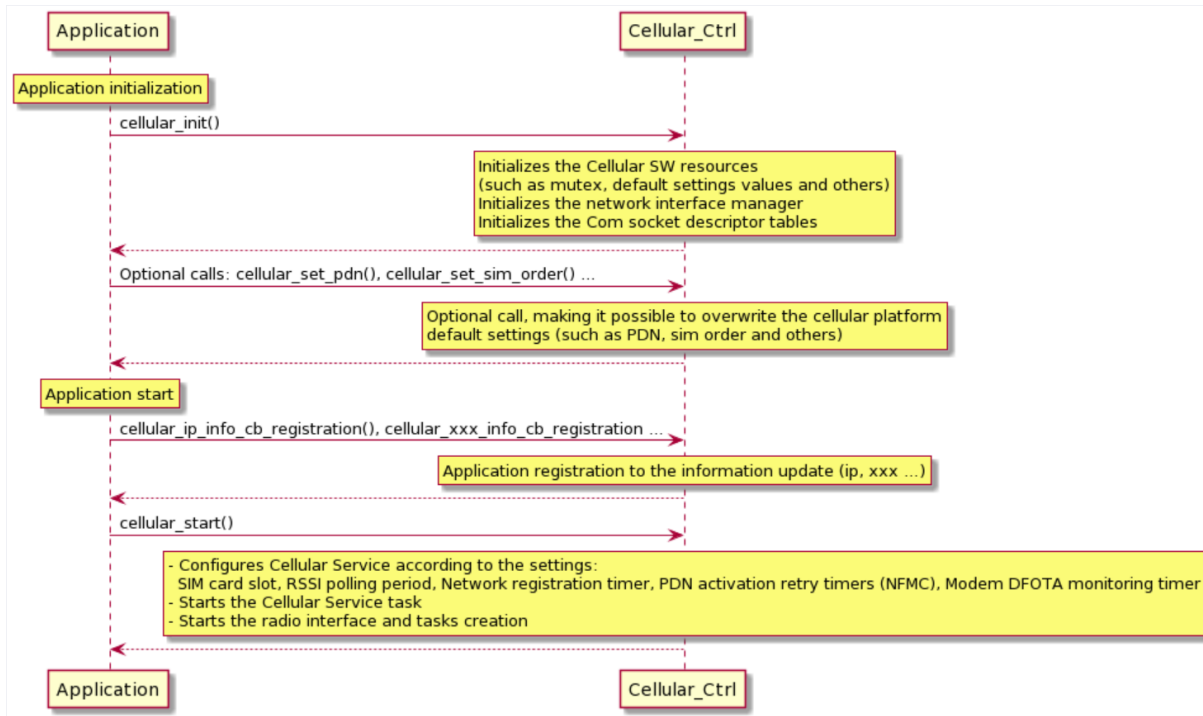 Application
Cellular_Ctrl
Application initialization
cellular_init()
Initializes the Cellular SW resources
(such as mutex, default settings values and others)
Initializes the network interface manager
Initializes the Com socket descriptor tables
Optional calls: cellular_set_pdn(), cellular_set_sim_order() ...
Optional call, making it possible to overwrite the cellular platform
default settings (such as PDN, sim order and others)
Application start
cellular_ip_info_cb_registration(), cellular_xxx_info_cb_registration ...
Application registration to the information update (ip, xxx ...)
cellular_start()
- Configures Cellular Service according to the settings:
SIM card slot, RSSI polling period, Network registration timer, PDN activation retry timers (NFMC), Modem DFOTA monitoring timer
- Starts the Cellular Service task
- Starts the radio interface and tasks creation
Application
Cellular_Ctrl